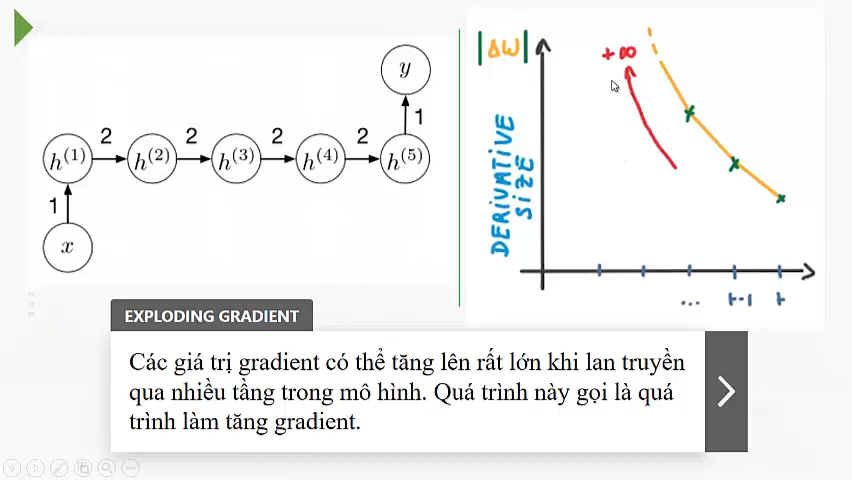 y
1
2
2
2
2
h(1)
h(2)
h(3)
h(4)
h(5)
1
x
|Δω|
+∞
DERIVATIVE
SIZE
...
t-1
t
EXPLODING GRADIENT
Các giá trị gradient có thể tăng lên rất lớn khi lan truyền
qua nhiều tầng trong mô hình. Quá trình này gọi là quá
trình làm tăng gradient.